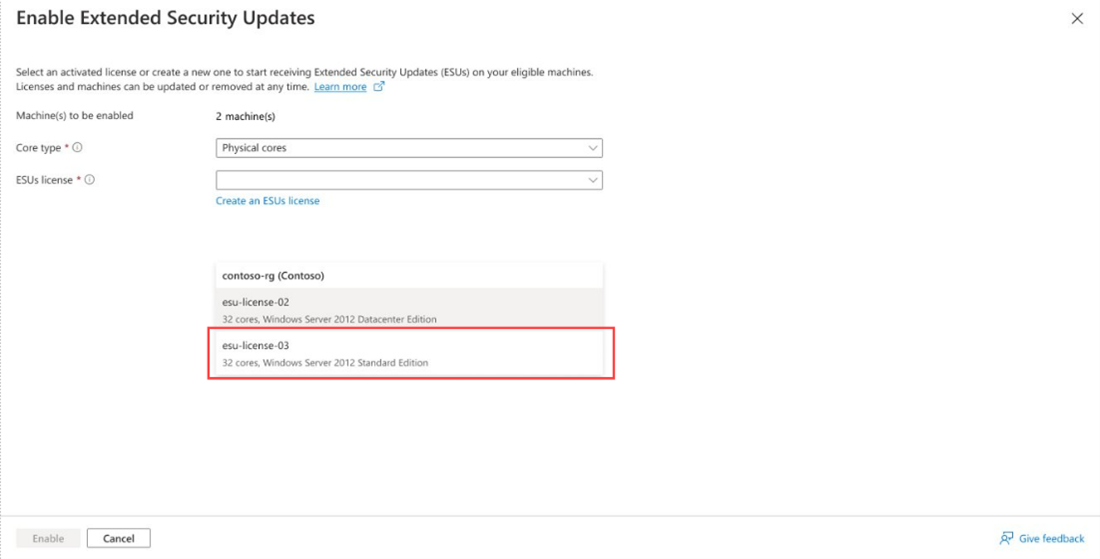 Enable Extended Security Updates
Select an activated license or create a new one to start receiving Extended Security Updates (ESUs) on your eligible machines.
Licenses and machines can be updated or removed at any time. Learn more
Machine(s) to be enabled 2 machine(s)
Core type * Physical cores
ESUs license *
Create an ESUs license
contoso-rg (Contoso)
esu-license-02
32 cores, Windows Server 2012 Datacenter Edition
esu-license-03
32 cores, Windows Server 2012 Standard Edition
Enable Cancel Give feedback